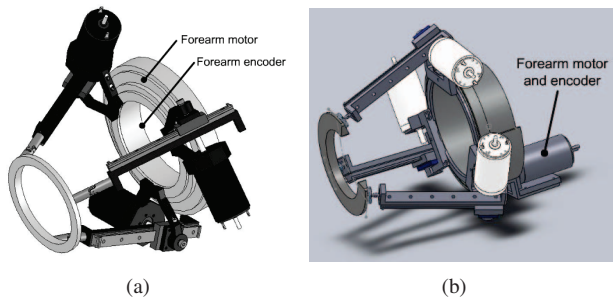 Forearm motor
Forearm encoder
Forearm motor
and encoder
(a)
(b)